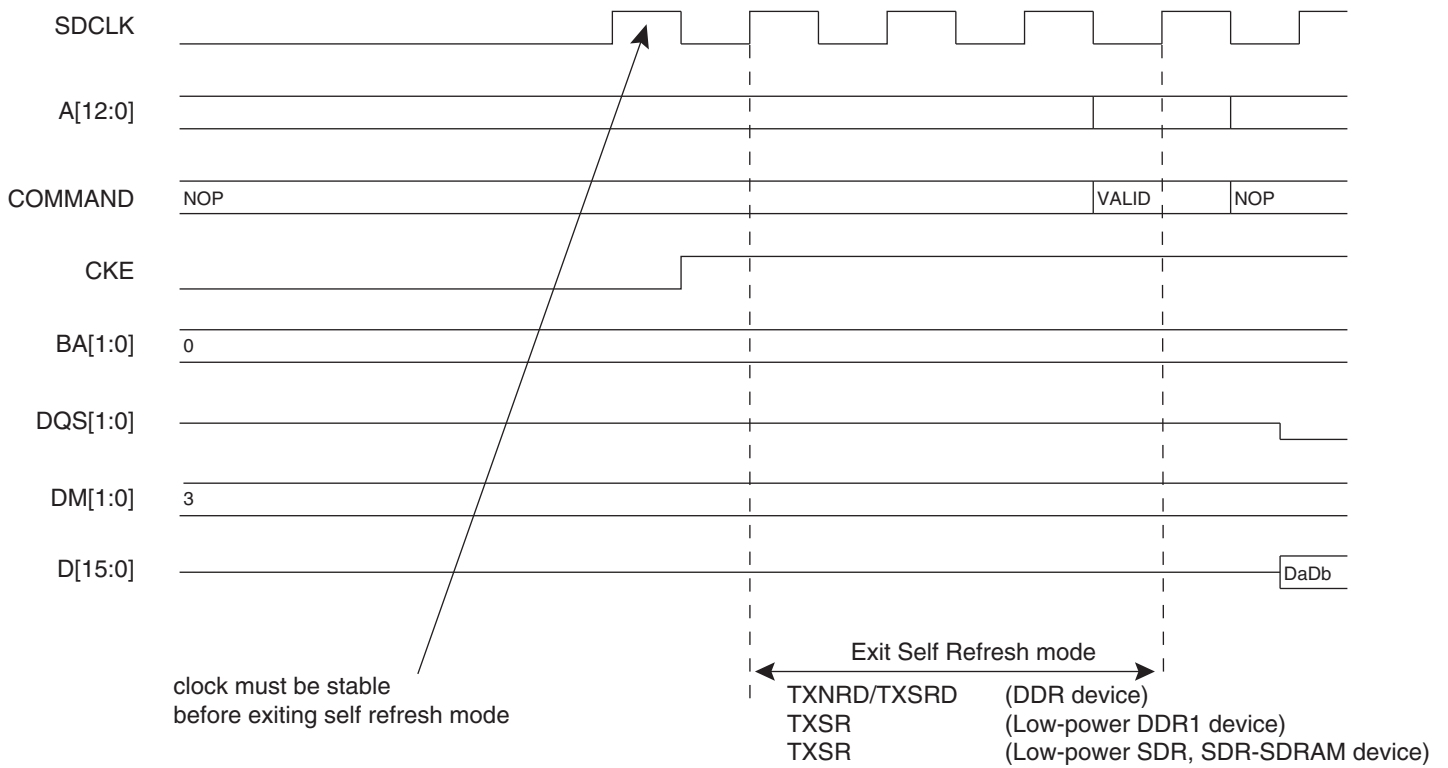 SDCLK
A[12:0]
COMMAND NOP VALID NOP
CKE
BA[1:0] 0
DQS[1:0]
DM[1:0] 3
D[15:0] DaDb
clock must be stable
before exiting self refresh mode
Exit Self Refresh mode
TXNRD/TXSRD (DDR device)
TXSR (Low-power DDR1 device)
TXSR (Low-power SDR, SDR-SDRAM device)